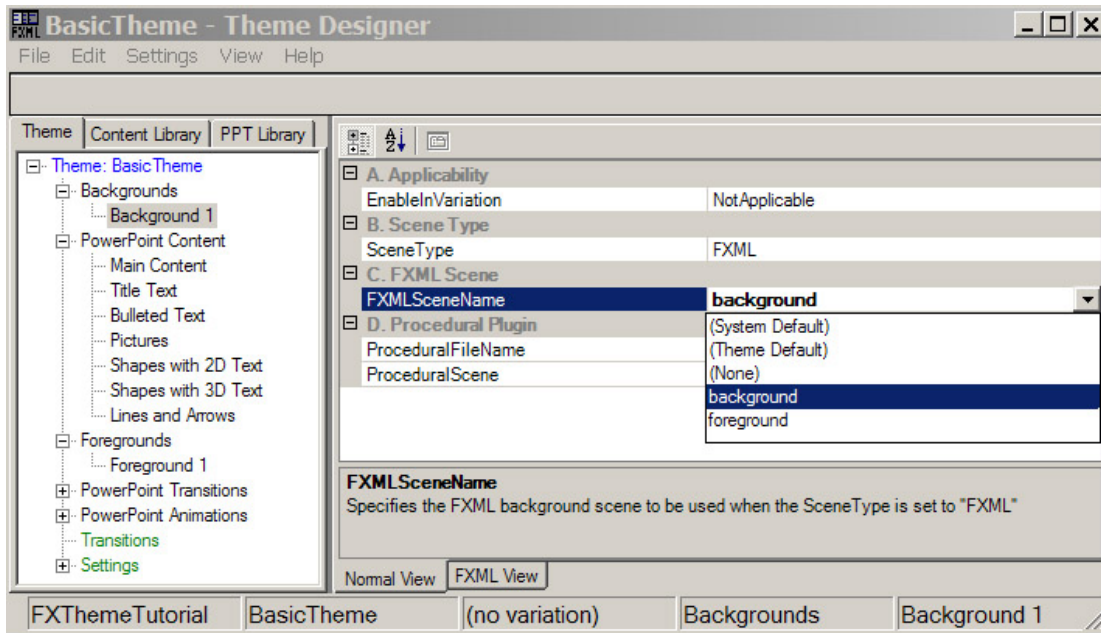 BasicTheme - Theme Designer
File Edit Settings View Help
Theme Content Library PPT Library
Theme: BasicTheme
Backgrounds
Background 1
PowerPoint Content
Main Content
Title Text
Bulleted Text
Pictures
Shapes with 2D Text
Shapes with 3D Text
Lines and Arrows
Foregrounds
Foreground 1
PowerPoint Transitions
PowerPoint Animations
Transitions
Settings
A. Applicability
EnableInVariation NotApplicable
B. Scene Type
SceneType FXML
C. FXML Scene
FXMLSceneName background
D. Procedural Plugin
ProceduralFileName
ProceduralScene
(System Default)
(Theme Default)
(None)
background
foreground
FXMLSceneName
Specifies the FXML background scene to be used when the SceneType is set to "FXML"
Normal View FXML View
FXThemeTutorial BasicTheme (no variation) Backgrounds Background 1